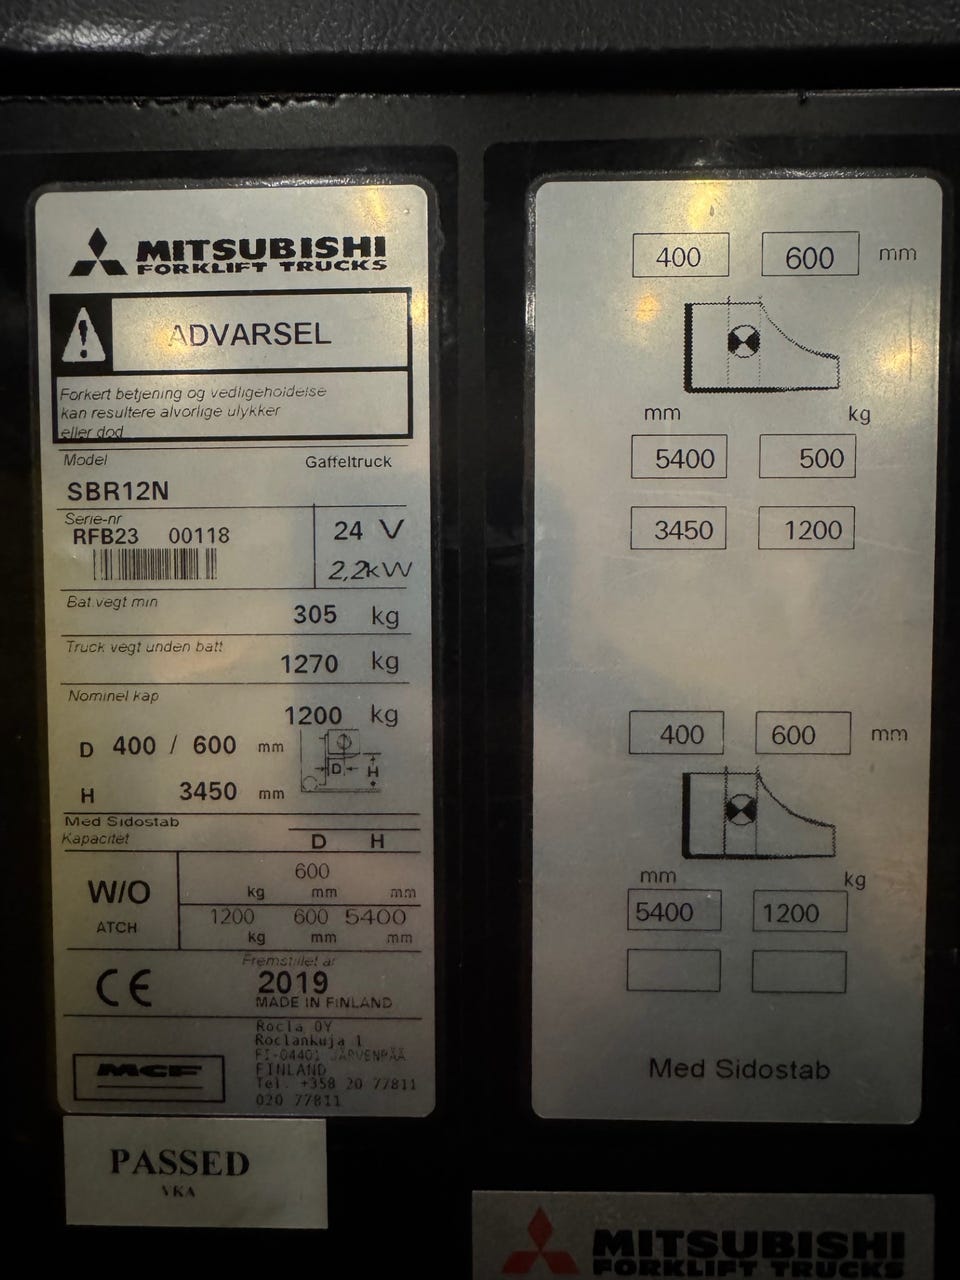 MITSUBISHI
FORKLIFT TRUCKS
ADVARSEL
Forkert betjening og vedligeholdelse
kan resultere alvorlige ulykker
eller dod
Model Gaffeltruck
SBR12N
Serie-nr
RFB23 00118
24 V
2,2kW
Bat.vegt min
305 kg
Truck vegt unden batt
1270 kg
Nominel kap
1200 kg
D 400 / 600 mm
D H
H 3450 mm
Med Sidostab
Kapacitet D H
W/O
ATCH
600
kg mm mm
1200 600 5400
kg mm mm
CE
Fremstillet ar
2019
MADE IN FINLAND
MCF
Rocla OY
Roclankuja 1
FI-04401 JÄRVENPÄÄ
FINLAND
Tel. +358 20 77811
020 77811
PASSED
VKA
400 600 mm
mm kg
5400 500
3450 1200
400 600 mm
mm kg
5400 1200
Med Sidostab
MITSUBISHI
FORKLIFT TRUCKS